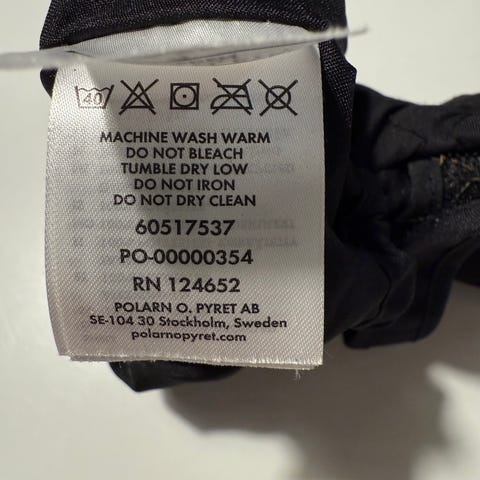 40
MACHINE WASH WARM
DO NOT BLEACH
TUMBLE DRY LOW
DO NOT IRON
DO NOT DRY CLEAN
60517537
PO-00000354
RN 124652
POLARN O. PYRET AB
SE-104 30 Stockholm, Sweden
polarnopyret.com